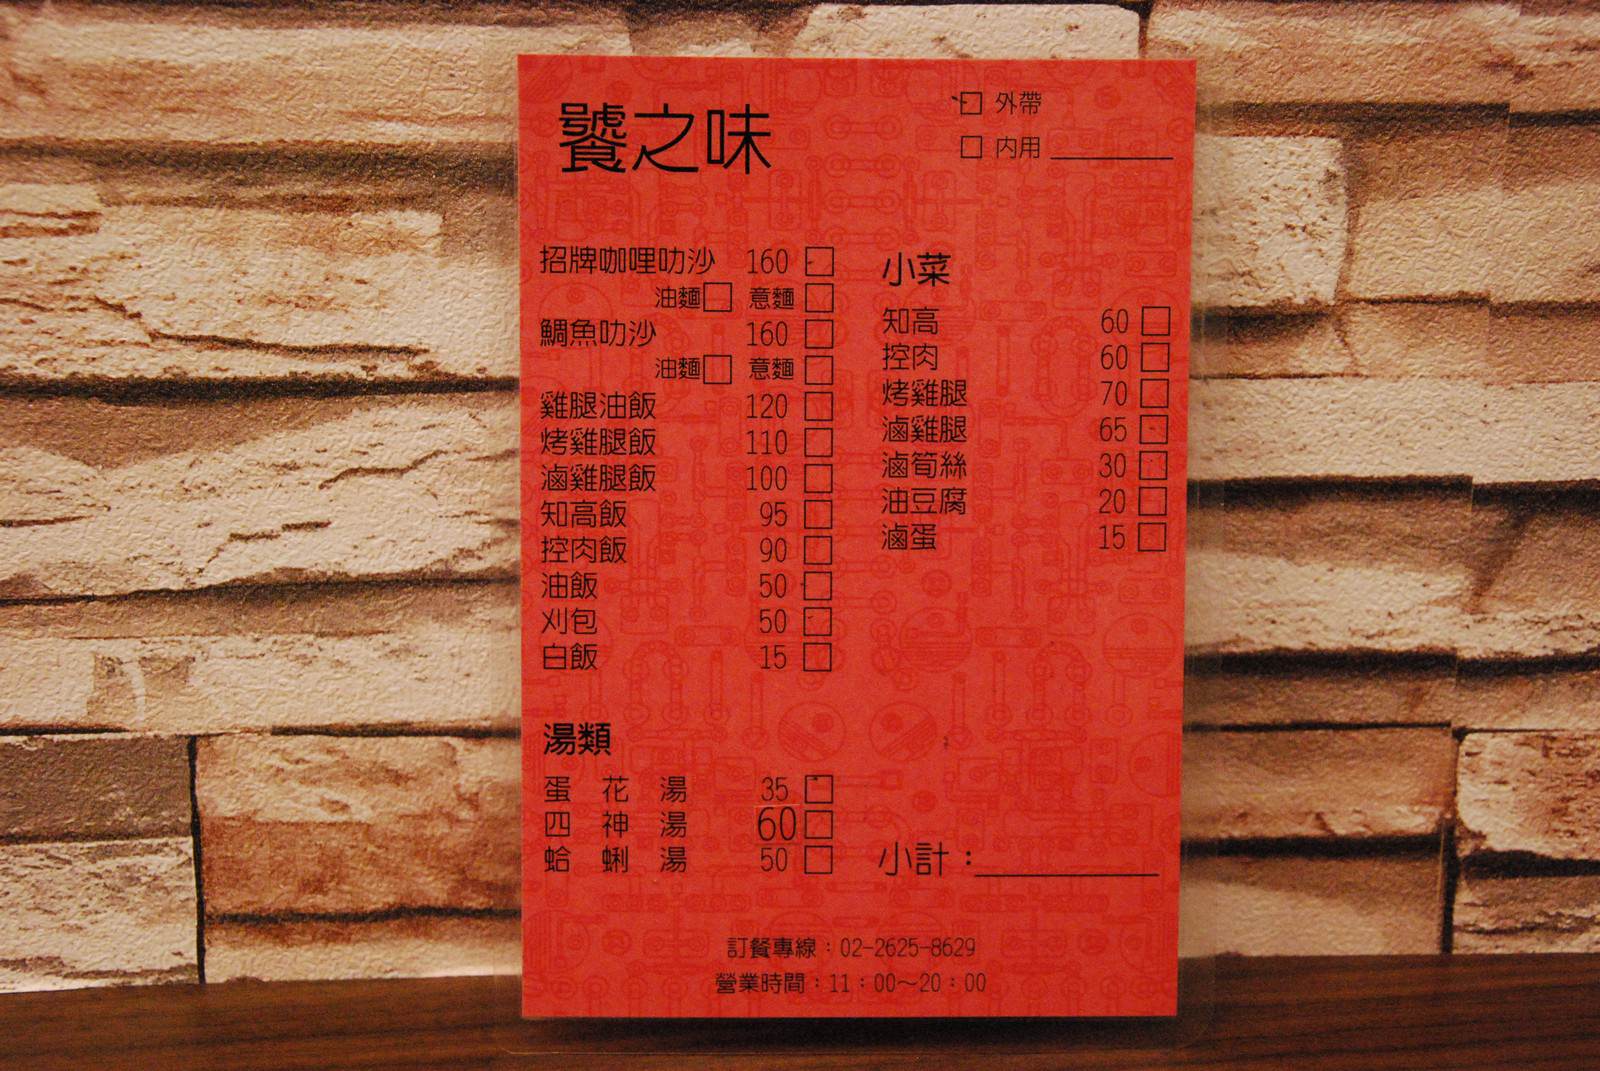 饕之味
□ 外帶
□ 內用
招牌咖哩叻沙 160 □
油麵□ 意麵□
鯛魚叻沙 160 □
油麵□ 意麵□
雞腿油飯 120 □
烤雞腿飯 110 □
滷雞腿飯 100 □
知高飯 95 □
控肉飯 90 □
油飯 50 □
刈包 50 □
白飯 15 □
湯類
蛋花湯 35 □
四神湯 60 □
蛤蜊湯 50 □
小菜
知高 60 □
控肉 60 □
烤雞腿 70 □
滷雞腿 65 □
滷筍絲 30 □
油豆腐 20 □
滷蛋 15 □
小計：
訂餐專線：02-2625-8629
營業時間：11：00～20：00